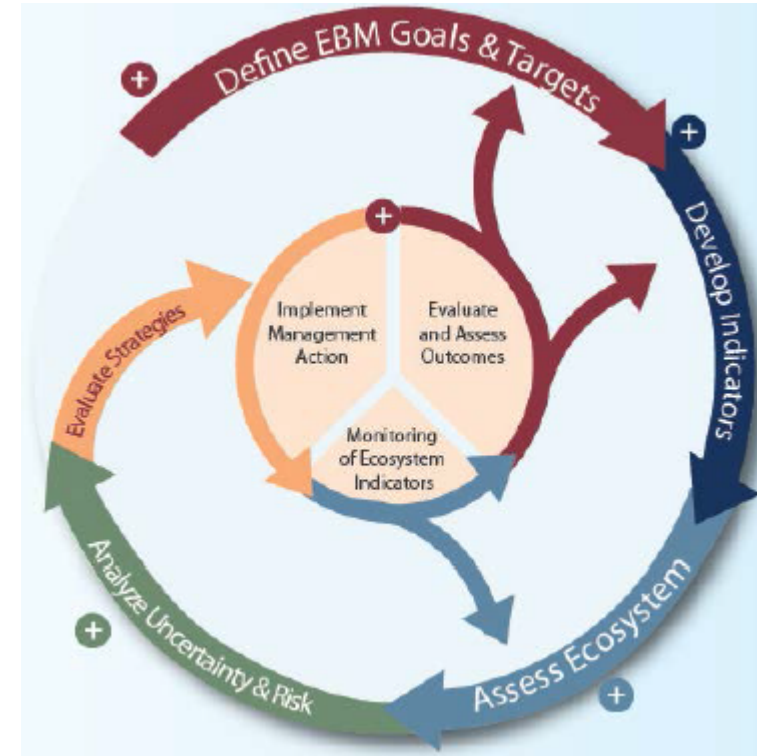 Define EBM Goals & Targets
Develop Indicators
Assess Ecosystem
Analyze Uncertainty & Risk
Evaluate Strategies
Implement
Management
Action
Evaluate
and Assess
Outcomes
Monitoring
of Ecosystem
Indicators